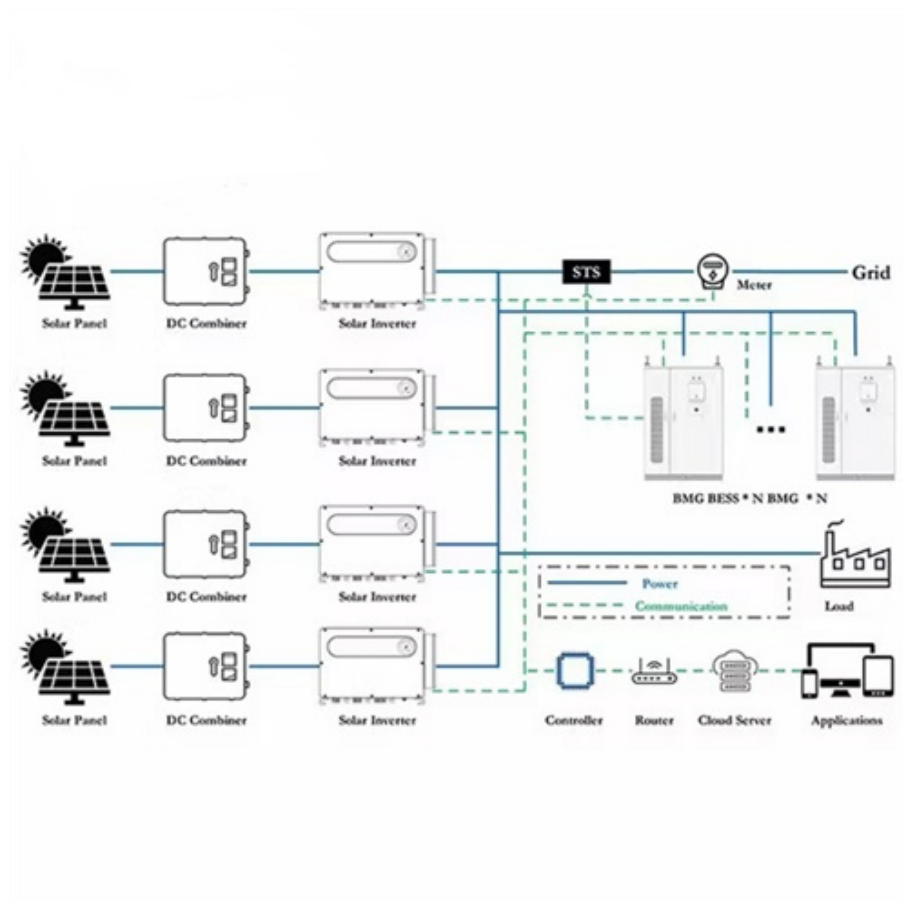 STS
Meter
Grid
Solar Panel DC Combiner Solar Inverter
Solar Panel DC Combiner Solar Inverter
BMG BESS * N BMG * N
Solar Panel DC Combiner Solar Inverter
Power
Communication
Load
Solar Panel DC Combiner Solar Inverter
Controller Router Cloud Server Applications